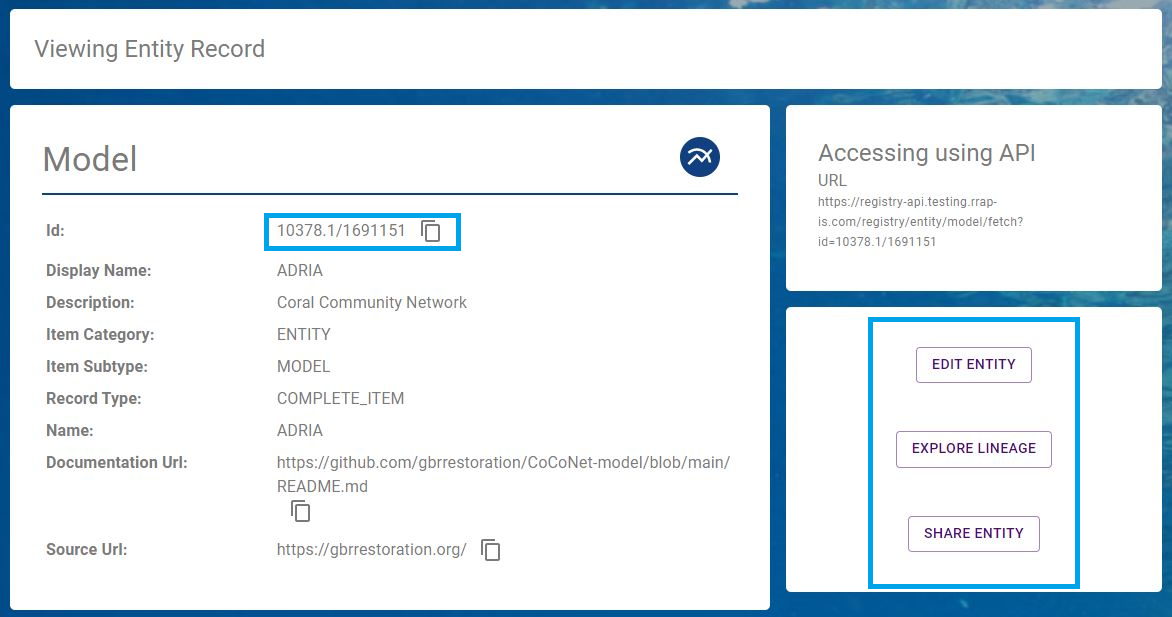 Viewing Entity Record
Model
Id: 10378.1/1691151
Display Name: ADRIA
Description: Coral Community Network
Item Category: ENTITY
Item Subtype: MODEL
Record Type: COMPLETE_ITEM
Name: ADRIA
Documentation Url: https://github.com/gbrrestoration/CoCoNet-model/blob/main/
README.md
Source Url: https://gbrrestoration.org/
Accessing using API
URL
https://registry-api.testing.rrap-
is.com/registry/entity/model/fetch?
id=10378.1/1691151
EDIT ENTITY
EXPLORE LINEAGE
SHARE ENTITY